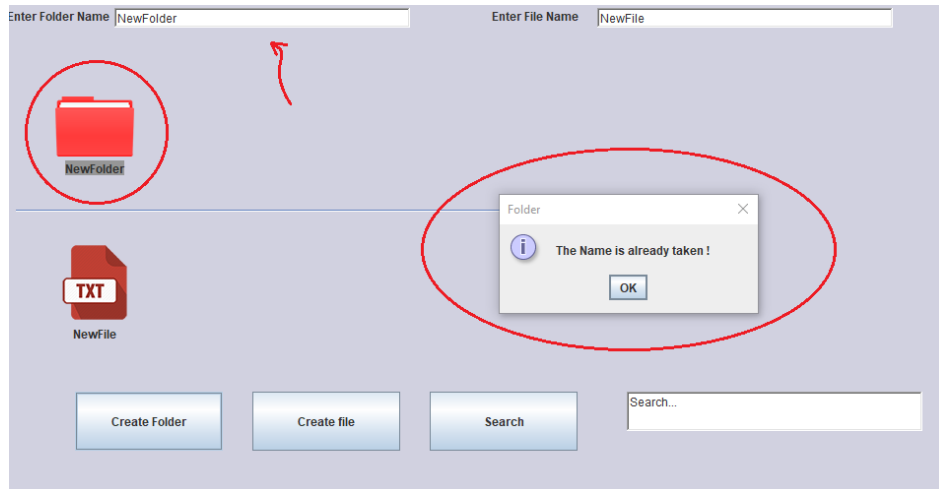 Enter Folder Name NewFolder
Enter File Name NewFile
NewFolder
Folder
The Name is already taken !
OK
TXT
NewFile
Create Folder
Create file
Search
Search...